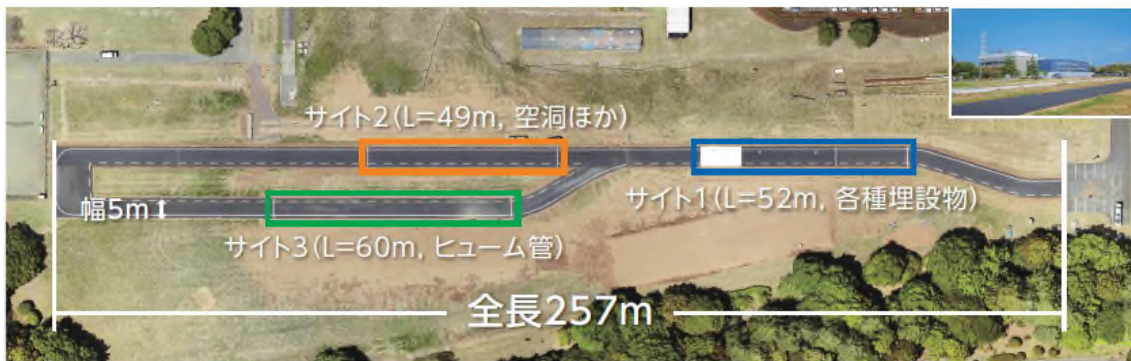 サイト2(L=49m, 空洞ほか)
幅5m
サイト1(L=52m, 各種埋設物)
サイト3(L=60m, ヒューム管)
全長257m